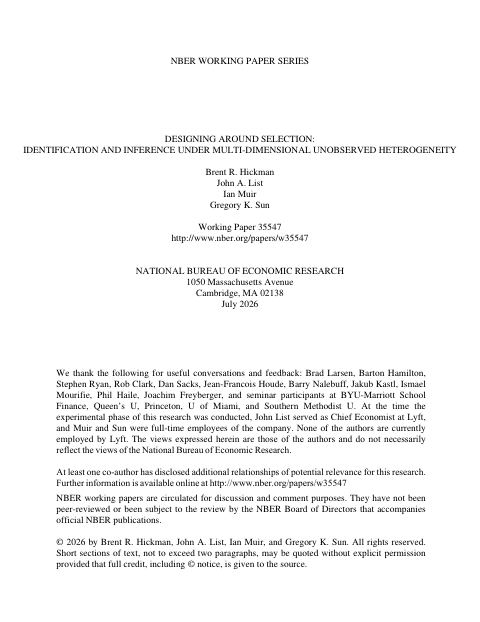 NBER WORKING PAPER SERIES
DESIGNING AROUND SELECTION:
IDENTIFICATION AND INFERENCE UNDER MULTI-DIMENSIONAL UNOBSERVED HETEROGENEITY
Brent R. Hickman
John A. List
Ian Muir
Gregory K. Sun
Working Paper 35547
http://www.nber.org/papers/w35547
NATIONAL BUREAU OF ECONOMIC RESEARCH
1050 Massachusetts Avenue
Cambridge, MA 02138
July 2026
We thank the following for useful conversations and feedback: Brad Larsen, Barton Hamilton,
Stephen Ryan, Rob Clark, Dan Sacks, Jean-Francois Houde, Barry Nalebuff, Jakub Kastl, Ismael
Mourifie, Phil Haile, Joachim Freyberger, and seminar participants at BYU-Marriott School
Finance, Queen's U, Princeton, U of Miami, and Southern Methodist U. At the time the
experimental phase of this research was conducted, John List served as Chief Economist at Lyft,
and Muir and Sun were full-time employees of the company. None of the authors are currently
employed by Lyft. The views expressed herein are those of the authors and do not necessarily
reflect the views of the National Bureau of Economic Research.
At least one co-author has disclosed additional relationships of potential relevance for this research.
Further information is available online at http://www.nber.org/papers/w35547
NBER working papers are circulated for discussion and comment purposes. They have not been
peer-reviewed or been subject to the review by the NBER Board of Directors that accompanies
official NBER publications.
© 2026 by Brent R. Hickman, John A. List, Ian Muir, and Gregory K. Sun. All rights reserved.
Short sections of text, not to exceed two paragraphs, may be quoted without explicit permission
provided that full credit, including © notice, is given to the source.